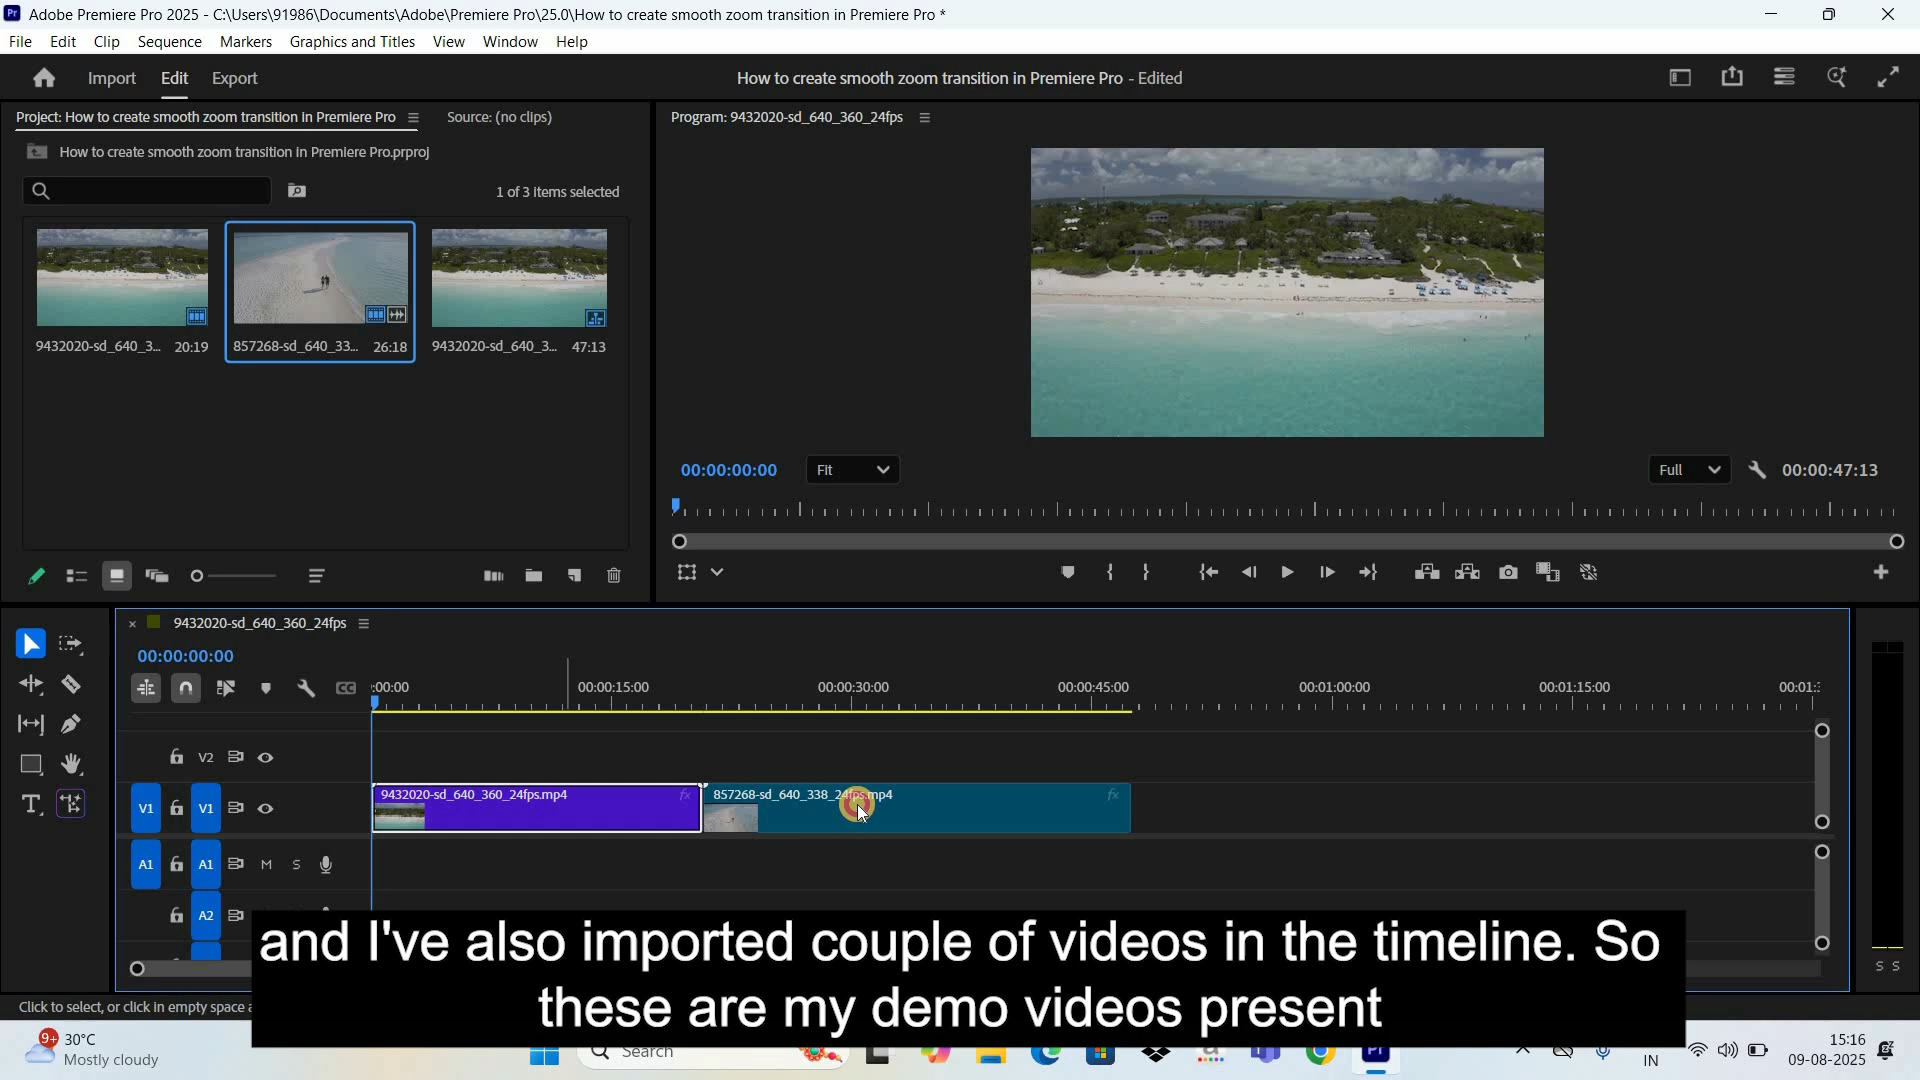 Pr Adobe Premiere Pro 2025 - C:\Users\91986\Documents\Adobe\Premiere Pro\25.0\How to create smooth zoom transition in Premiere Pro *
File Edit Clip Sequence Markers Graphics and Titles View Window Help
Import Edit Export
How to create smooth zoom transition in Premiere Pro - Edited
Project: How to create smooth zoom transition in Premiere Pro
Source: (no clips)
Program: 9432020-sd_640_360_24fps
How to create smooth zoom transition in Premiere Pro.prproj
1 of 3 items selected
9432020-sd_640_3... 20:19
857268-sd_640_33... 26:18
9432020-sd_640_3... 47:13
00:00:00:00 Fit Full 00:00:47:13
9432020-sd_640_360_24fps
00:00:00:00
CC :00:00 00:00:15:00 00:00:30:00 00:00:45:00 00:01:00:00 00:01:15:00 00:01:
V2
V1 V1
9432020-sd_640_360_24fps.mp4 fx
857268-sd_640_338_24fps.mp4 fx
A1 A1 M S
A2
S S
and I've also imported couple of videos in the timeline. So
these are my demo videos present
Click to select, or click in empty space
9+ 30°C
Mostly cloudy
Search
Pr
IN
15:16
09-08-2025